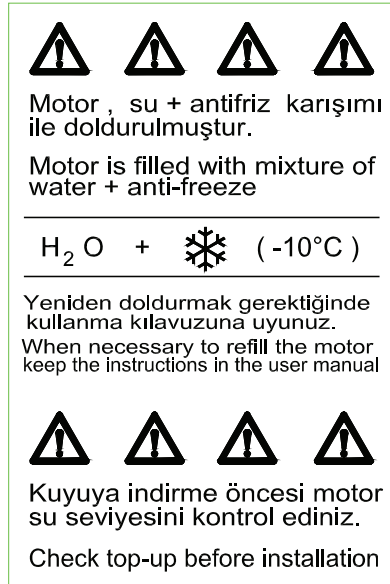 Motor , su + antifriz karışımı
ile doldurulmuştur.
Motor is filled with mixture of
water + anti-freeze
H₂O + ( -10°C )
Yeniden doldurmak gerektiğinde
kullanma kılavuzuna uyunuz.
When necessary to refill the motor
keep the instructions in the user manual
Kuyuya indirme öncesi motor
su seviyesini kontrol ediniz.
Check top-up before installation